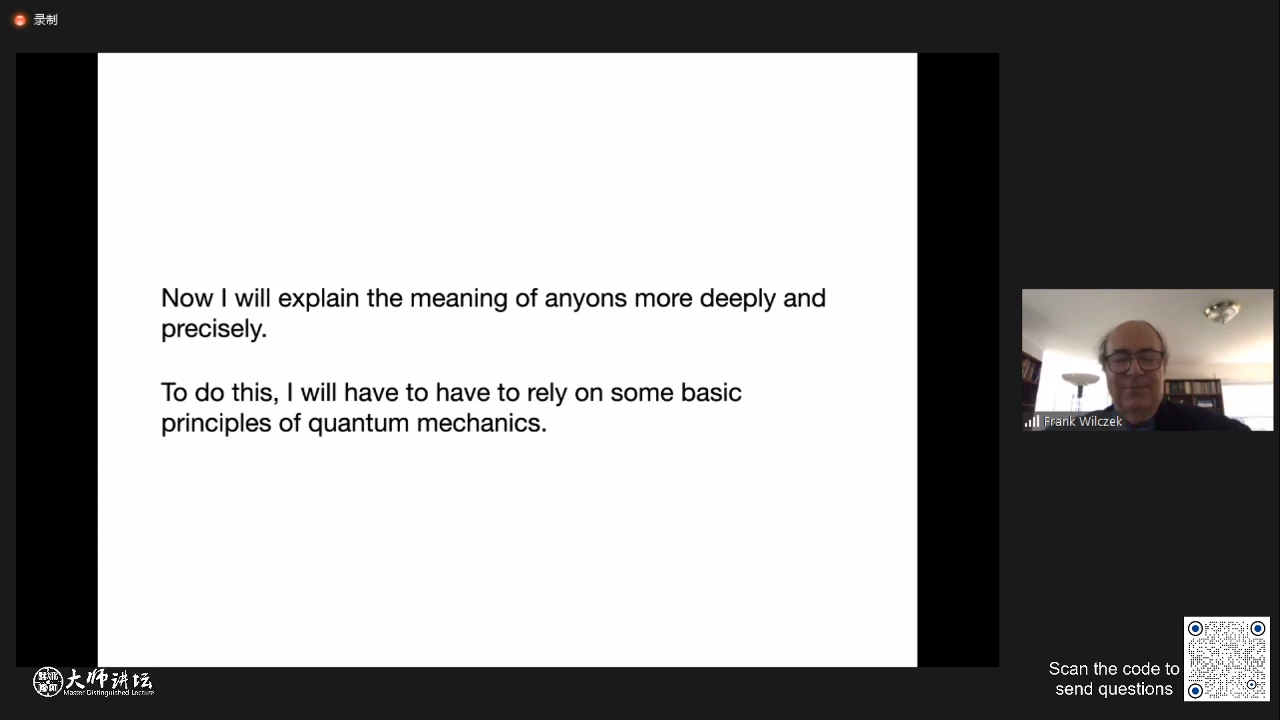 录制
Now I will explain the meaning of anyons more deeply and
precisely.
To do this, I will have to have to rely on some basic
principles of quantum mechanics.
Frank Wilczek
大师讲坛
Master Distinguished Lecture
Scan the code to
send questions